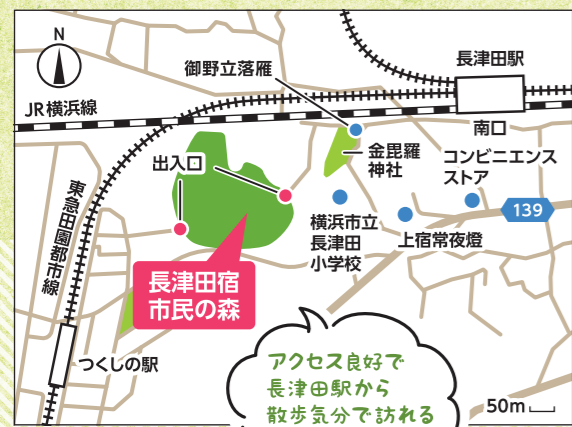 N
御野立落雁
長津田駅
JR横浜線
南口
出入口
金毘羅
神社
コンビニエンス
ストア
東急田園都市線
139
横浜市立
長津田
小学校
上宿常夜燈
長津田宿
市民の森
つくしの駅
アクセス良好で
長津田駅から
散歩気分で訪れる
50m